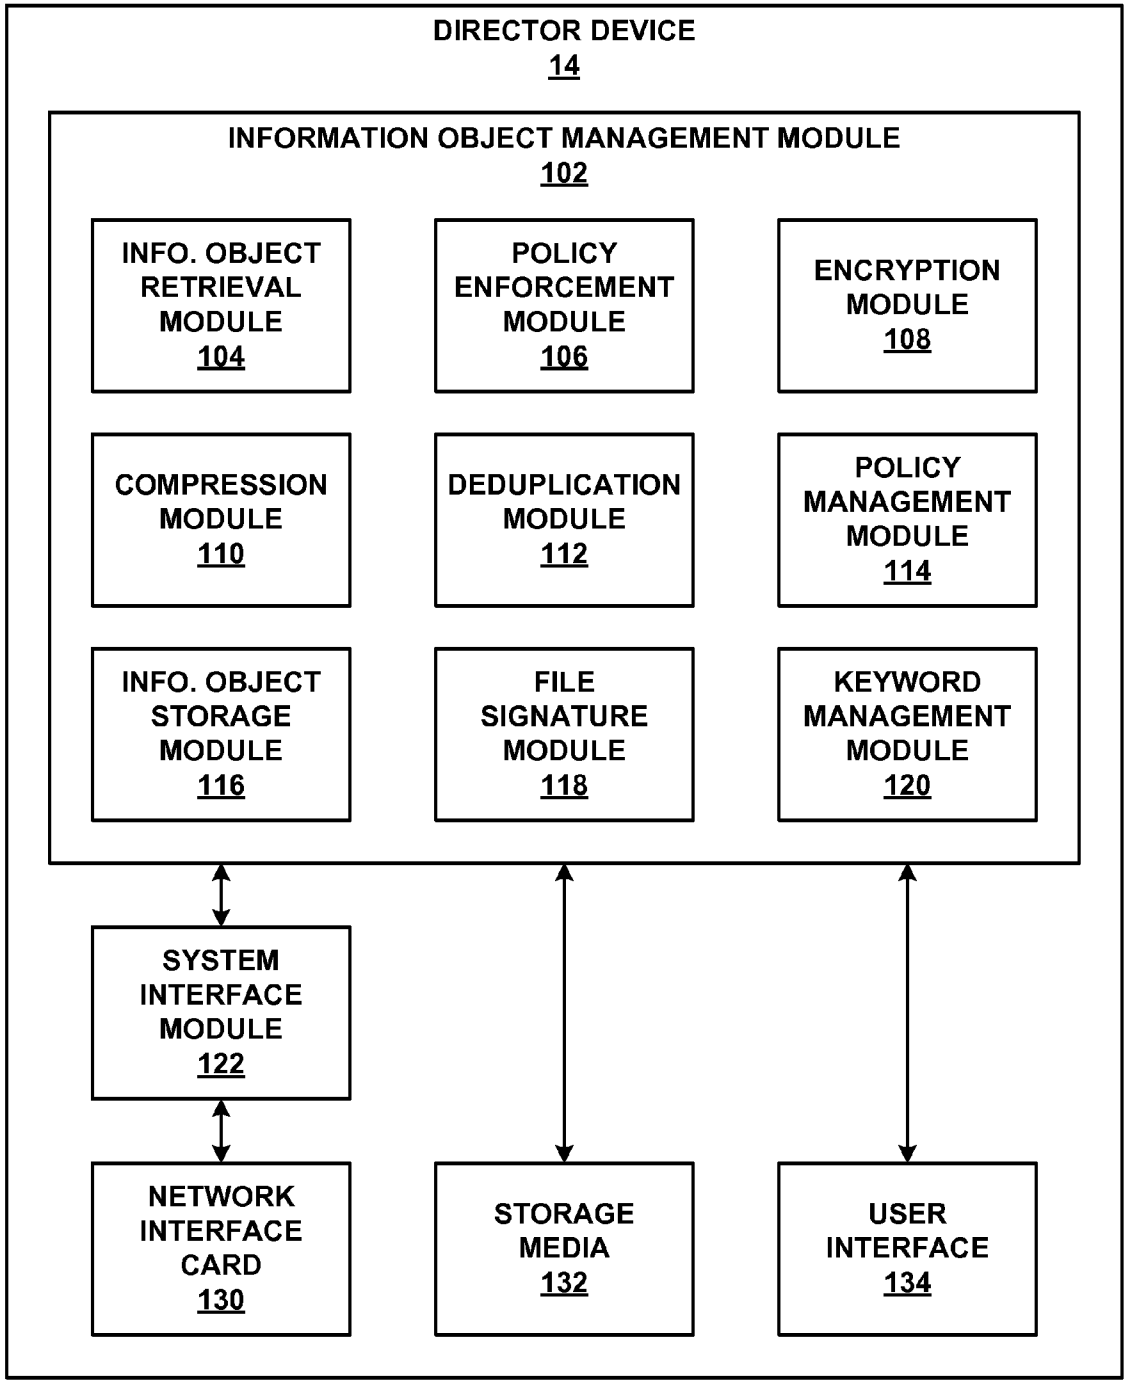 DIRECTOR DEVICE
14
INFORMATION OBJECT MANAGEMENT MODULE
102
INFO. OBJECT
RETRIEVAL
MODULE
104
POLICY
ENFORCEMENT
MODULE
106
ENCRYPTION
MODULE
108
COMPRESSION
MODULE
110
DEDUPLICATION
MODULE
112
POLICY
MANAGEMENT
MODULE
114
INFO. OBJECT
STORAGE
MODULE
116
FILE
SIGNATURE
MODULE
118
KEYWORD
MANAGEMENT
MODULE
120
SYSTEM
INTERFACE
MODULE
122
NETWORK
INTERFACE
CARD
130
STORAGE
MEDIA
132
USER
INTERFACE
134